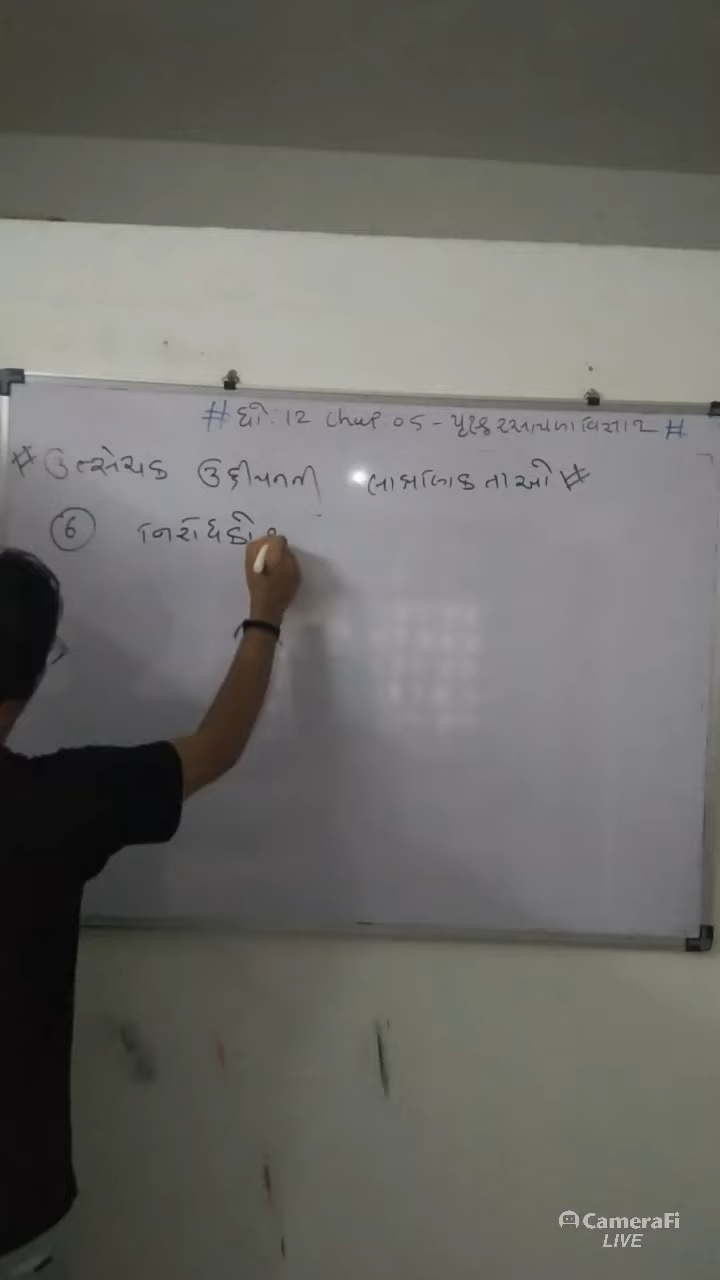 # ધો : 12 Chap. 05 - પૃષ્ઠ રસાયણવિજ્ઞાન #
# ઉત્સેચક ઉદ્દીપનની લાક્ષણિકતાઓ #
6 નિરોધકો
CameraFi
LIVE